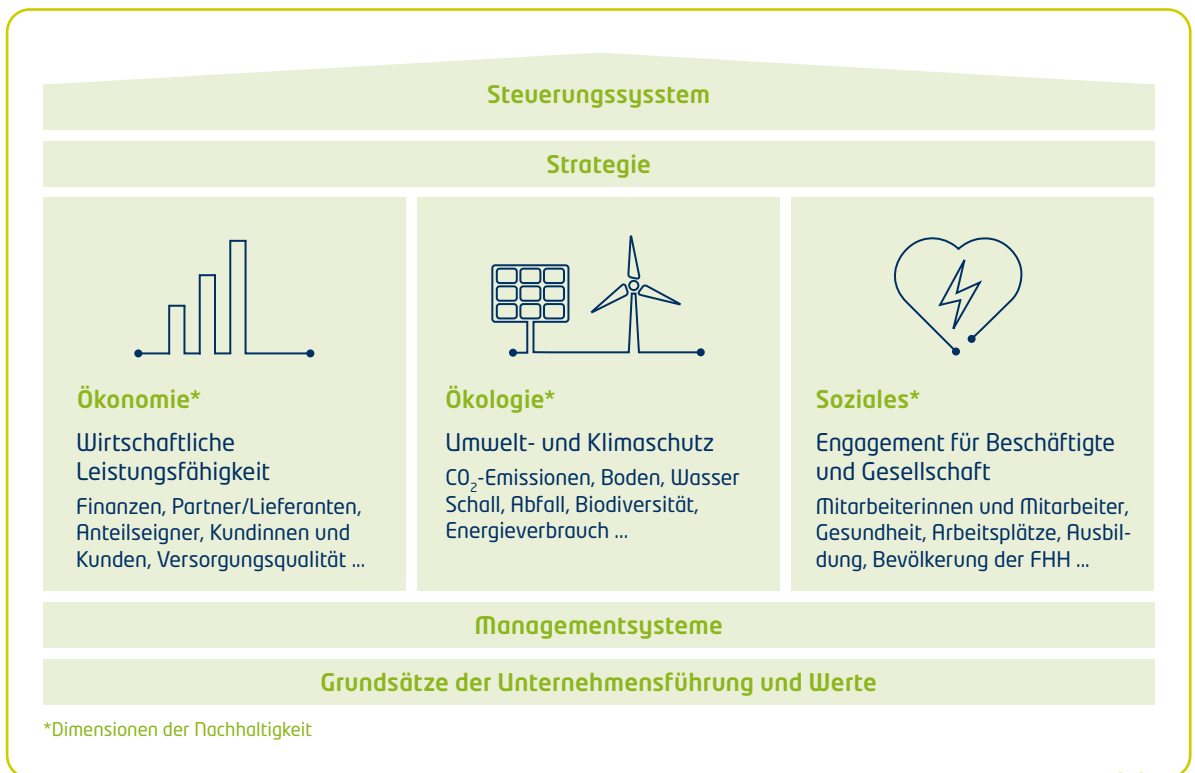 Steuerungssysstem
Strategie
Ökonomie*
Wirtschaftliche
Leistungsfähigkeit
Finanzen, Partner/Lieferanten,
Anteilseigner, Kundinnen und
Kunden, Versorgungsqualität ...
Ökologie*
Umwelt- und Klimaschutz
CO₂-Emissionen, Boden, Wasser
Schall, Abfall, Biodiversität,
Energieverbrauch ...
Soziales*
Engagement für Beschäftigte
und Gesellschaft
Mitarbeiterinnen und Mitarbeiter,
Gesundheit, Arbeitsplätze, Ausbil-
dung, Bevölkerung der FHH ...
Managementsysteme
Grundsätze der Unternehmensführung und Werte
*Dimensionen der Nachhaltigkeit